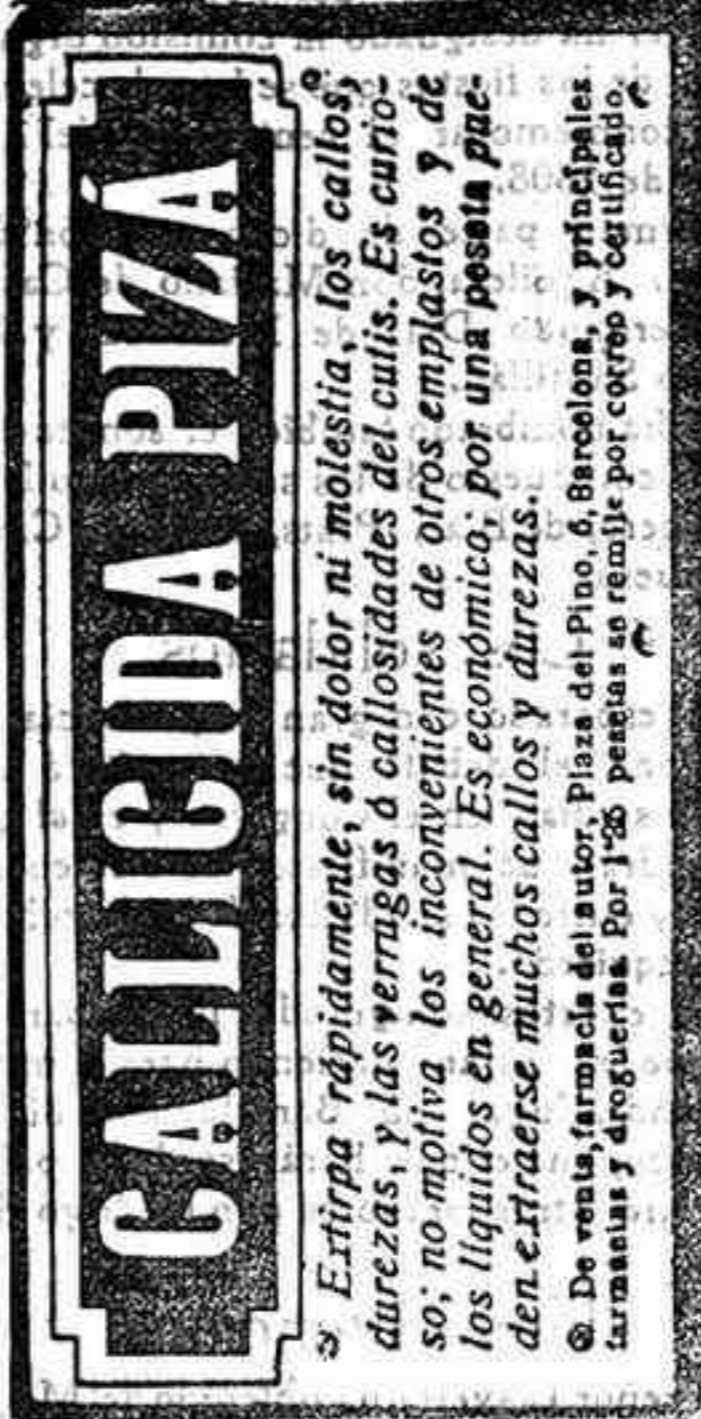 CALLICIDA PIZÁ
Extirpa rápidamente, sin dolor ni molestia, los callos,
durezas, y las verrugas ó callosidades del cutis. Es curio-
so; no motiva los inconvenientes de otros emplastos y de
los líquidos en general. Es económico; por una peseta pue-
den extraerse muchos callos y durezas.
De venta, farmacia del autor, Plaza del Pino, 6, Barcelona, y principales
farmacias y droguerías. Por pesetas se remite por correo y certificado.